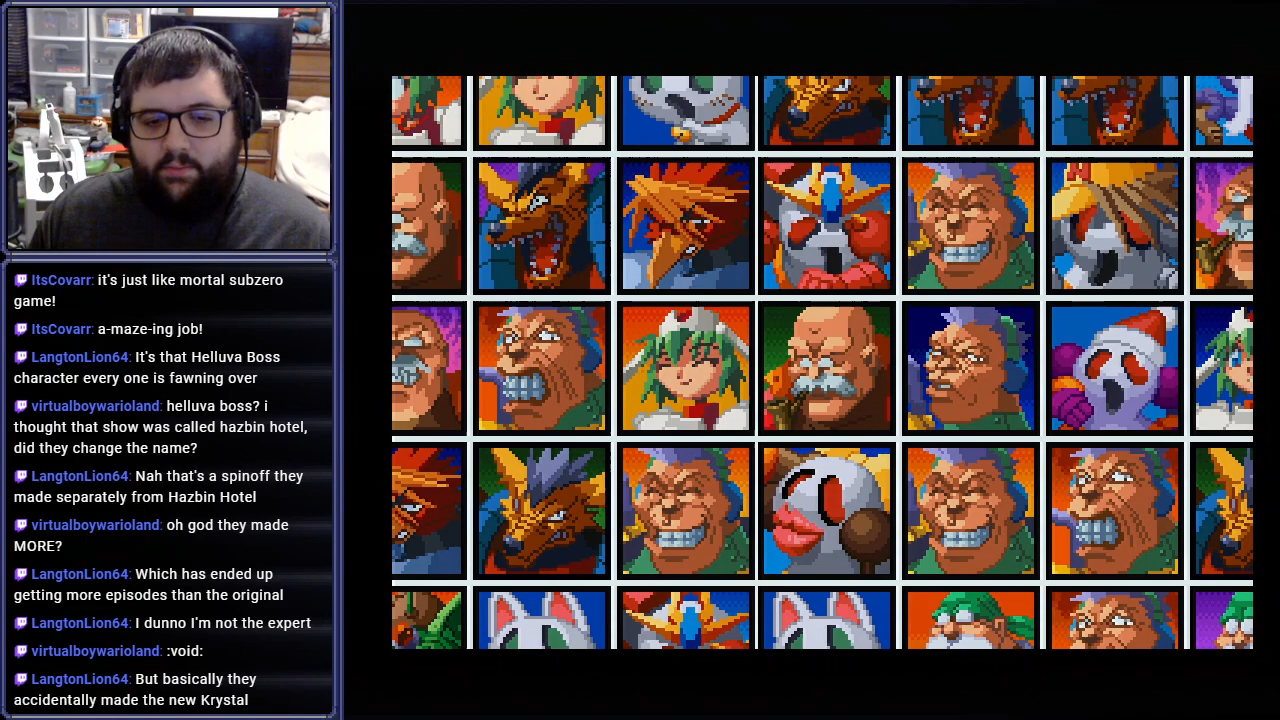 ItsCovarr: it's just like mortal subzero
game!
ItsCovarr: a-maze-ing job!
LangtonLion64: It's that Helluva Boss
character every one is fawning over
virtualboywarioland: helluva boss? i
thought that show was called hazbin hotel,
did they change the name?
LangtonLion64: Nah that's a spinoff they
made separately from Hazbin Hotel
virtualboywarioland: oh god they made
MORE?
LangtonLion64: Which has ended up
getting more episodes than the original
LangtonLion64: I dunno I'm not the expert
virtualboywarioland: :void:
LangtonLion64: But basically they
accidentally made the new Krystal